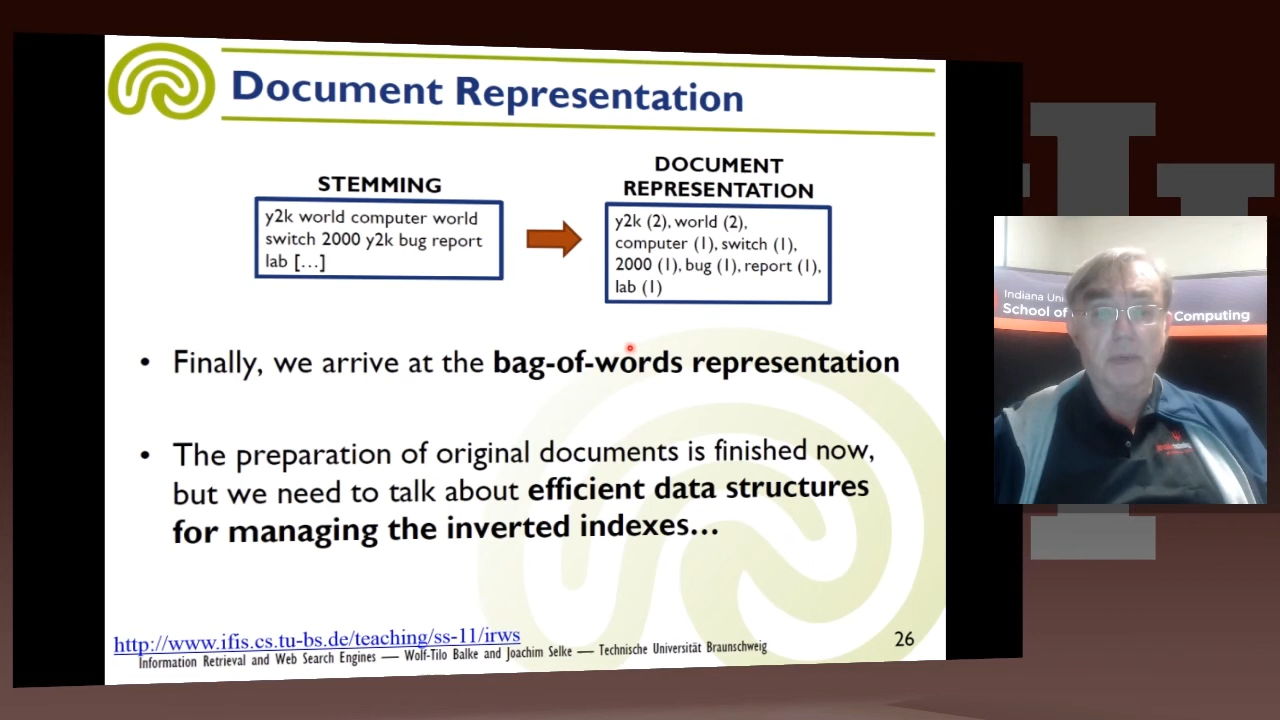 Document Representation
STEMMING
y2k world computer world
switch 2000 y2k bug report
lab […]
DOCUMENT
REPRESENTATION
y2k (2), world (2),
computer (1), switch (1),
2000 (1), bug (1), report (1),
lab (1)
• Finally, we arrive at the bag-of-words representation
• The preparation of original documents is finished now,
but we need to talk about efficient data structures
for managing the inverted indexes…
http://www.ifis.cs.tu-bs.de/teaching/ss-11/irws
Information Retrieval and Web Search Engines — Wolf-Tilo Balke and Joachim Selke — Technische Universität Braunschweig
26
Indiana Uni
School of
Computing